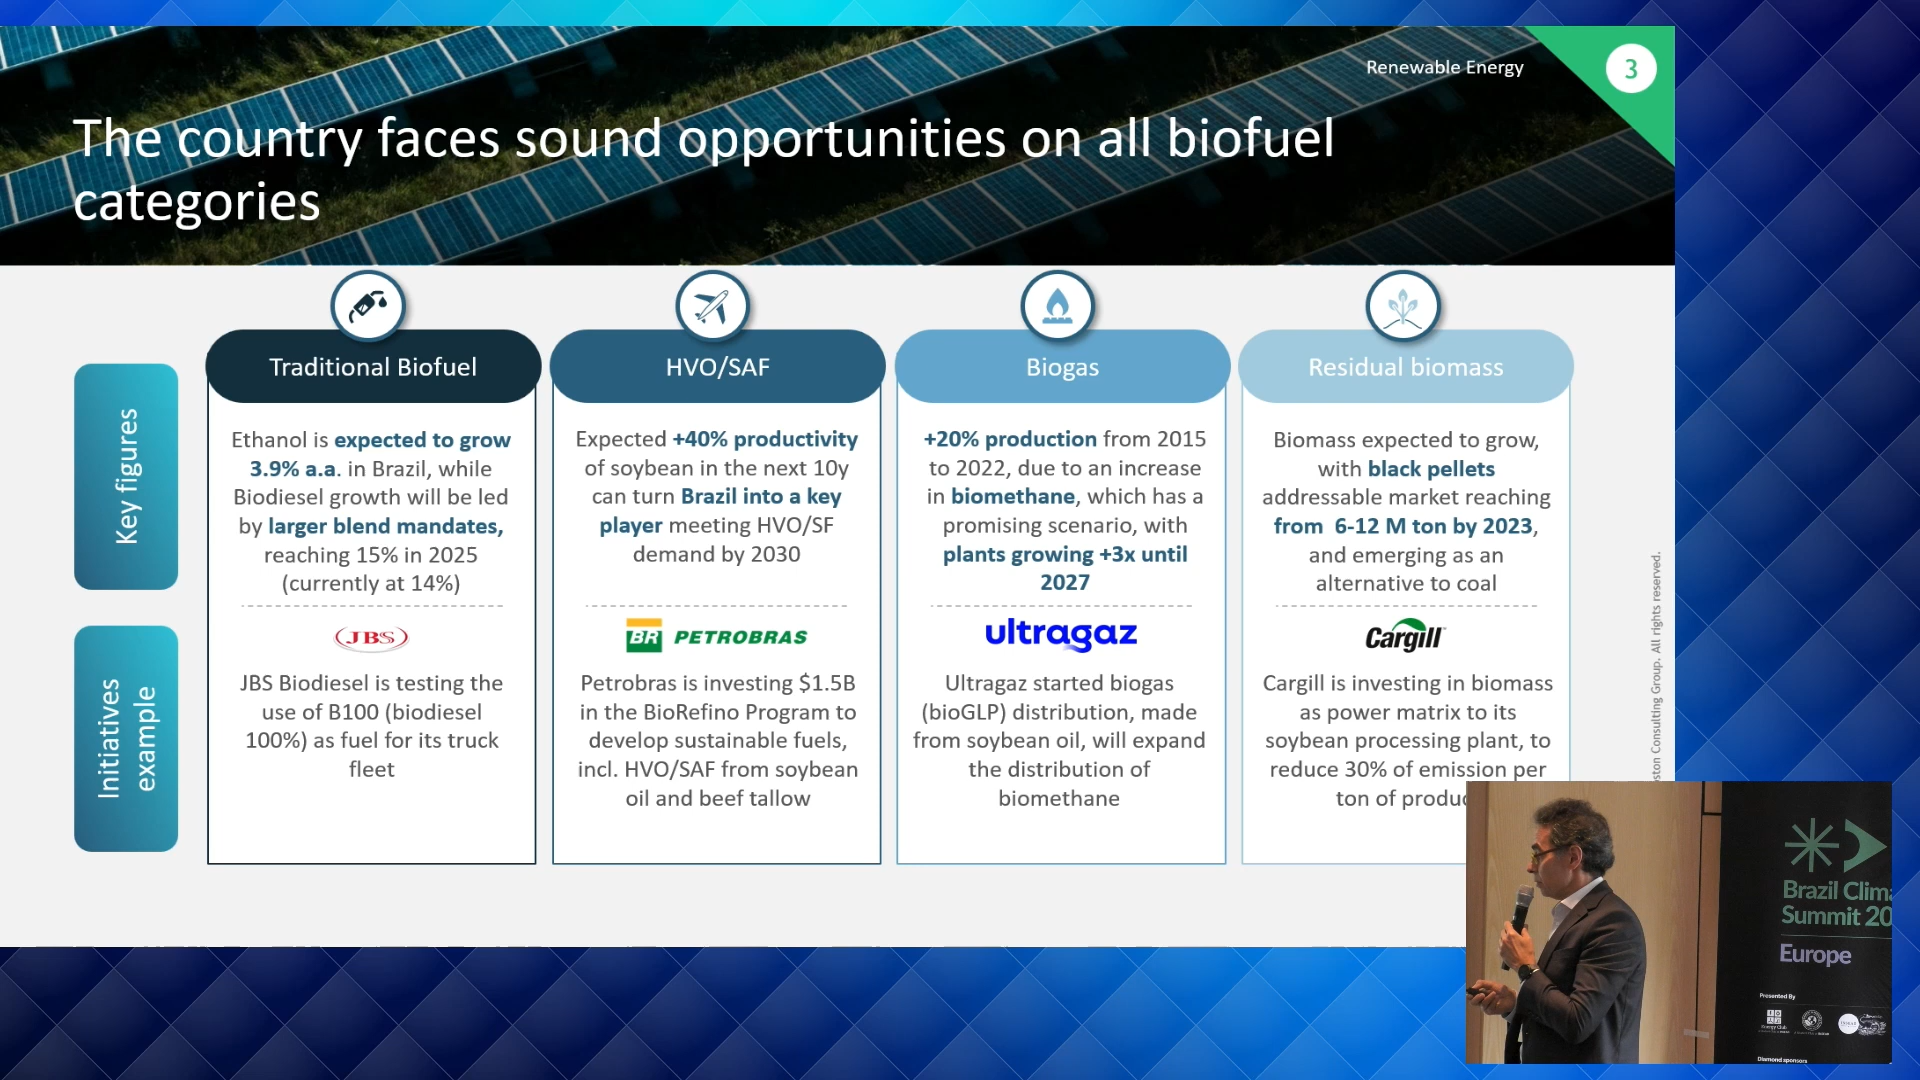 Renewable Energy
3
The country faces sound opportunities on all biofuel
categories
Key figures
Initiatives
example
Traditional Biofuel
Ethanol is expected to grow
3.9% a.a. in Brazil, while
Biodiesel growth will be led
by larger blend mandates,
reaching 15% in 2025
(currently at 14%)
JBS
JBS Biodiesel is testing the
use of B100 (biodiesel
100%) as fuel for its truck
fleet
HVO/SAF
Expected +40% productivity
of soybean in the next 10y
can turn Brazil into a key
player meeting HVO/SF
demand by 2030
BR PETROBRAS
Petrobras is investing $1.5B
in the BioRefino Program to
develop sustainable fuels,
incl. HVO/SAF from soybean
oil and beef tallow
Biogas
+20% production from 2015
to 2022, due to an increase
in biomethane, which has a
promising scenario, with
plants growing +3x until
2027
ultragaz
Ultragaz started biogas
(bioGLP) distribution, made
from soybean oil, will expand
the distribution of
biomethane
Residual biomass
Biomass expected to grow,
with black pellets
addressable market reaching
from 6-12 M ton by 2023,
and emerging as an
alternative to coal
Cargill
Cargill is investing in biomass
as power matrix to its
soybean processing plant, to
reduce 30% of emission per
ton of produc
ston Consulting Group. All rights reserved.
Brazil Clima
Summit 20
Europe
Presented By
Energy Club
Diamond sponsors